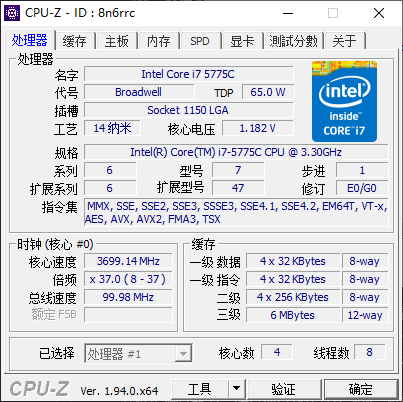 CPU-Z - ID : 8n6rrc
处理器 缓存 主板 内存 SPD 显卡 測試分數 关于
处理器
名字 Intel Core i7 5775C
代号 Broadwell TDP 65.0 W
插槽 Socket 1150 LGA
工艺 14 纳米 核心电压 1.182 V
intel inside™ CORE™ i7
规格 Intel(R) Core(TM) i7-5775C CPU @ 3.30GHz
系列 6 型号 7 步进 1
扩展系列 6 扩展型号 47 修订 E0/G0
指令集 MMX, SSE, SSE2, SSE3, SSSE3, SSE4.1, SSE4.2, EM64T, VT-x,
AES, AVX, AVX2, FMA3, TSX
时钟 (核心 #0)
核心速度 3699.14 MHz
倍频 x 37.0 ( 8 - 37 )
总线速度 99.98 MHz
额定 FSB
缓存
一级 数据 4 x 32 KBytes 8-way
一级 指令 4 x 32 KBytes 8-way
二级 4 x 256 KBytes 8-way
三级 6 MBytes 12-way
已选择 处理器 #1 核心数 4 线程数 8
CPU-Z Ver. 1.94.0.x64 工具 验证 确定